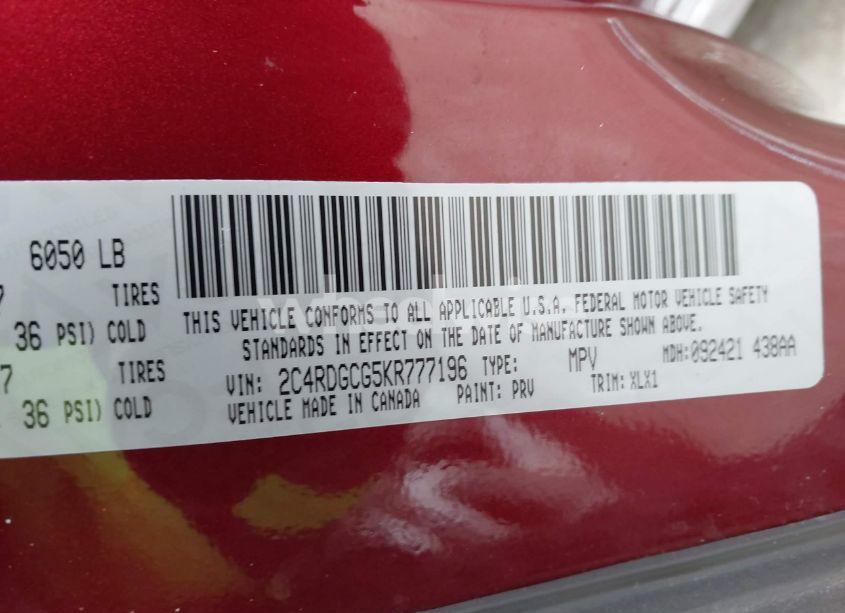 6050 LB
7 TIRES
36 PSI) COLD
7 TIRES
36 PSI) COLD
THIS VEHICLE CONFORMS TO ALL APPLICABLE U.S.A. FEDERAL MOTOR VEHICLE SAFETY
STANDARDS IN EFFECT ON THE DATE OF MANUFACTURE SHOWN ABOVE.
VIN: 2C4RDGCG5KR777196 TYPE: MPV MDH:092421 438AA
VEHICLE MADE IN CANADA PAINT: PRV TRIM: XLX1